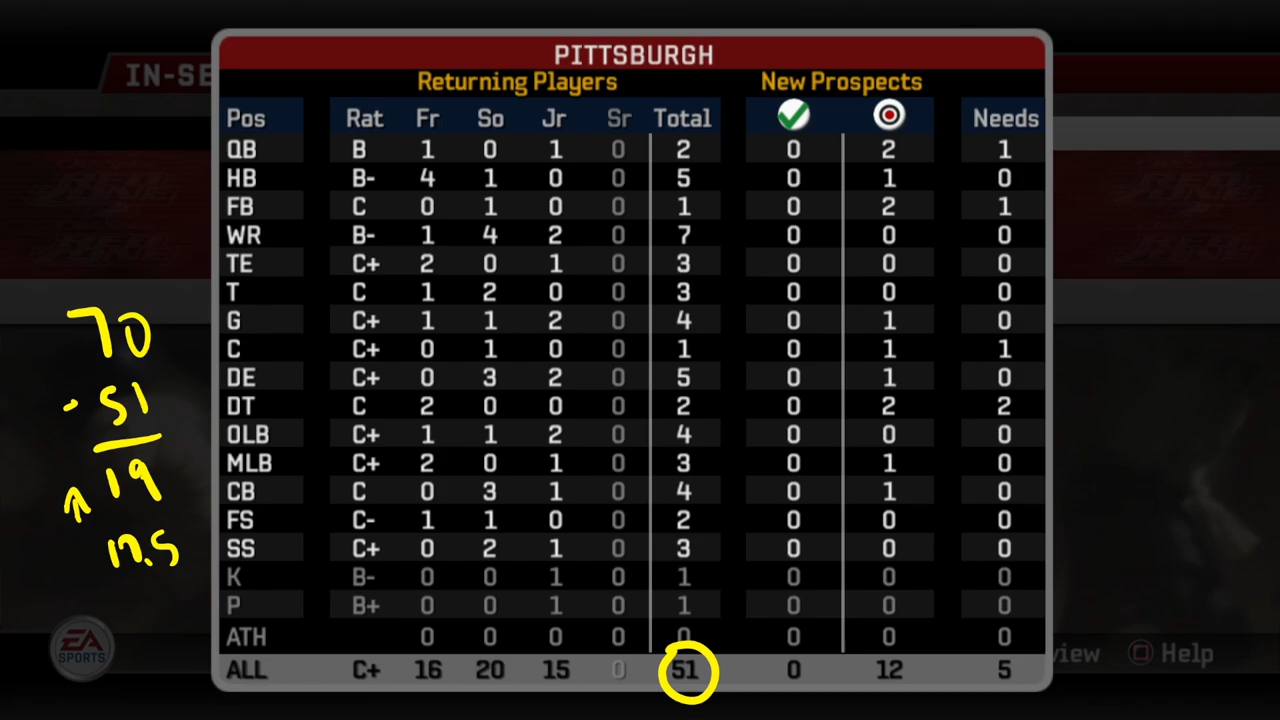 PITTSBURGH
IN-SE
Returning Players New Prospects
Pos Rat Fr So Jr Sr Total Needs
QB B 1 0 1 0 2 0 2 1
HB B- 4 1 0 0 5 0 1 0
FB C 0 1 0 0 1 0 2 1
WR B- 1 4 2 0 7 0 0 0
TE C+ 2 0 1 0 3 0 0 0
T C 1 2 0 0 3 0 0 0
G C+ 1 1 2 0 4 0 1 0
C C+ 0 1 0 0 1 0 1 1
DE C+ 0 3 2 0 5 0 1 0
DT C 2 0 0 0 2 0 2 2
OLB C+ 1 1 2 0 4 0 0 0
MLB C+ 2 0 1 0 3 0 1 0
CB C 0 3 1 0 4 0 1 0
FS C- 1 1 0 0 2 0 0 0
SS C+ 0 2 1 0 3 0 0 0
K B- 0 0 1 0 1 0 0 0
P B+ 0 0 1 0 1 0 0 0
ATH 0 0 0 0 0 0 0 0
ALL C+ 16 20 15 0 51 0 12 5
70
- 51
19
↑ 17.5
EA
SPORTS
view Help